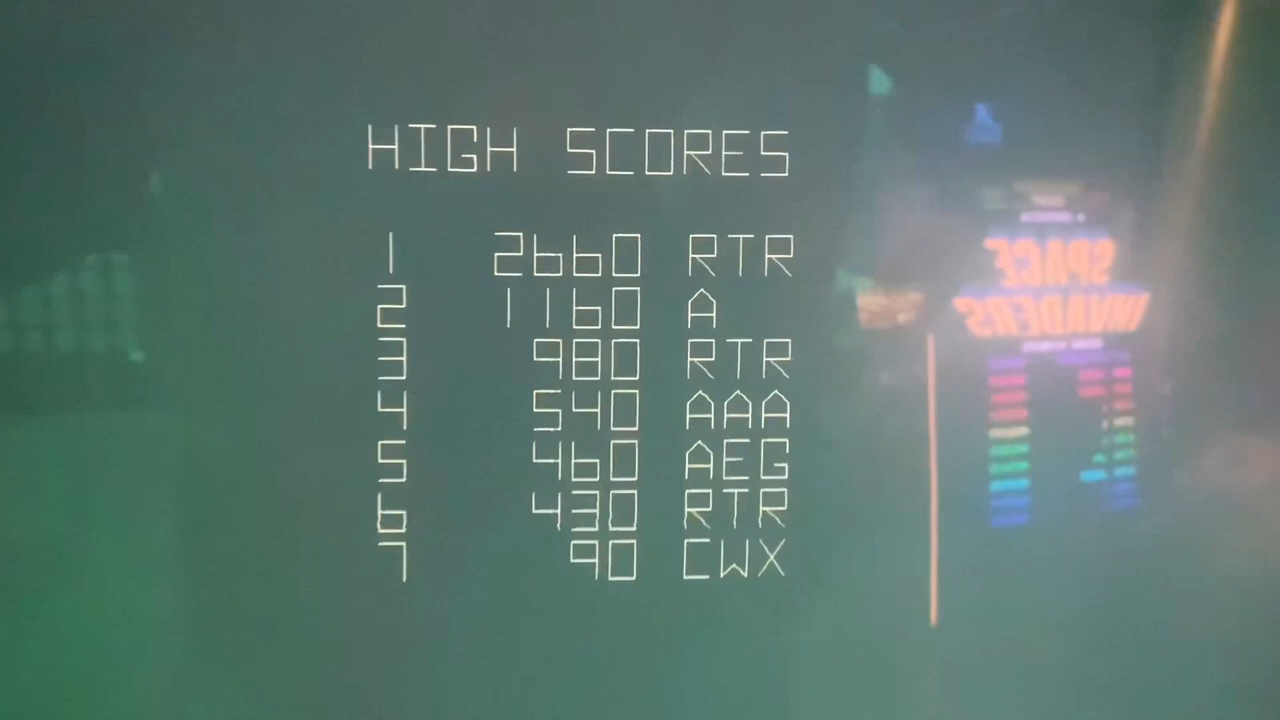 HIGH SCORES
1 2660 RTR
2 1160 A
3 980 RTR
4 540 AAA
5 460 AEG
6 430 RTR
7 90 CWX
SPACE
INVADERS